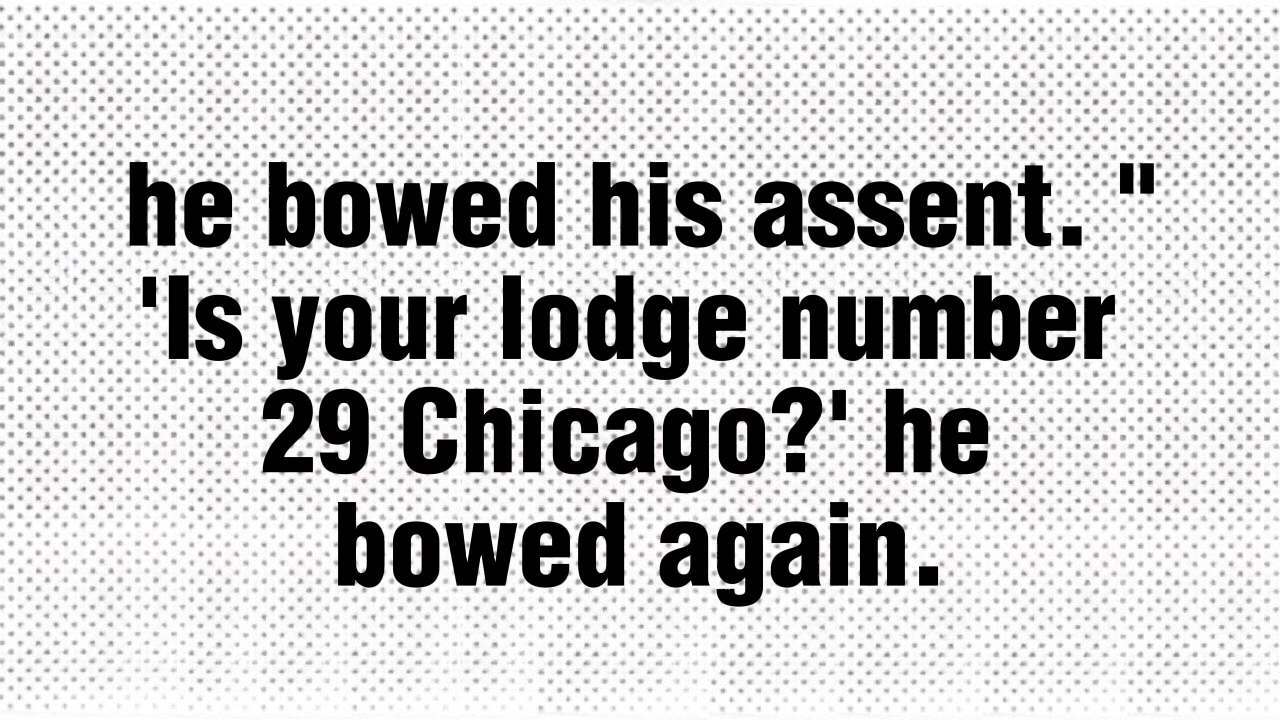 he bowed his assent. "
'Is your lodge number
29 Chicago?' he
bowed again.